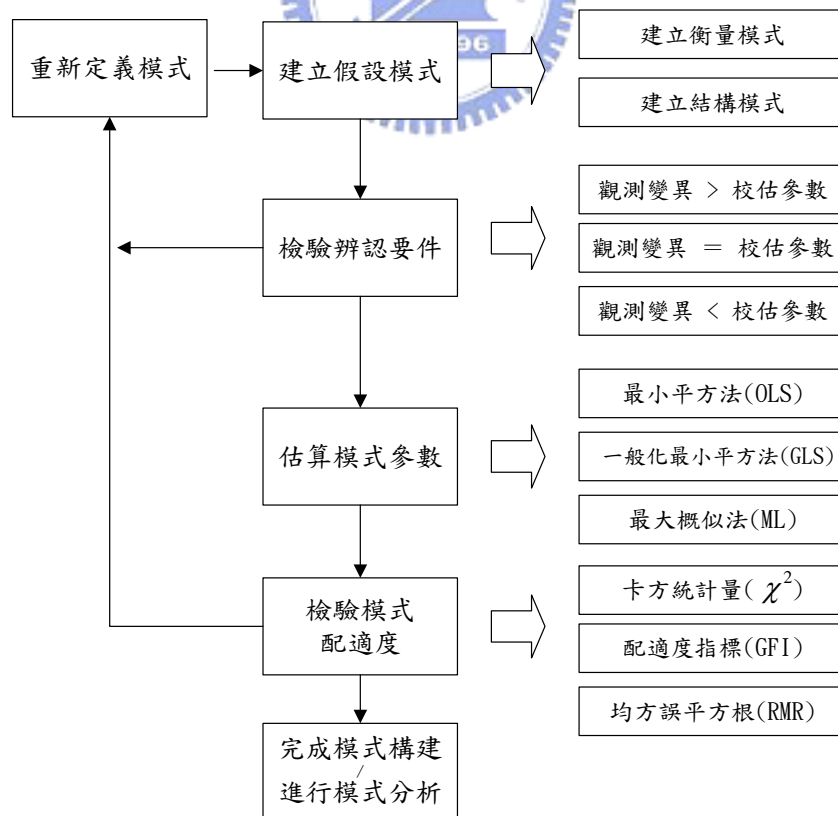 重新定義模式
建立假設模式
建立衡量模式
建立結構模式
96
檢驗辨認要件
觀測變異 > 校估參數
觀測變異 ＝ 校估參數
觀測變異 < 校估參數
估算模式參數
最小平方法(OLS)
一般化最小平方法(GLS)
最大概似法(ML)
檢驗模式
配適度
卡方統計量( χ²)
配適度指標(GFI)
均方誤平方根(RMR)
完成模式構建
/
進行模式分析